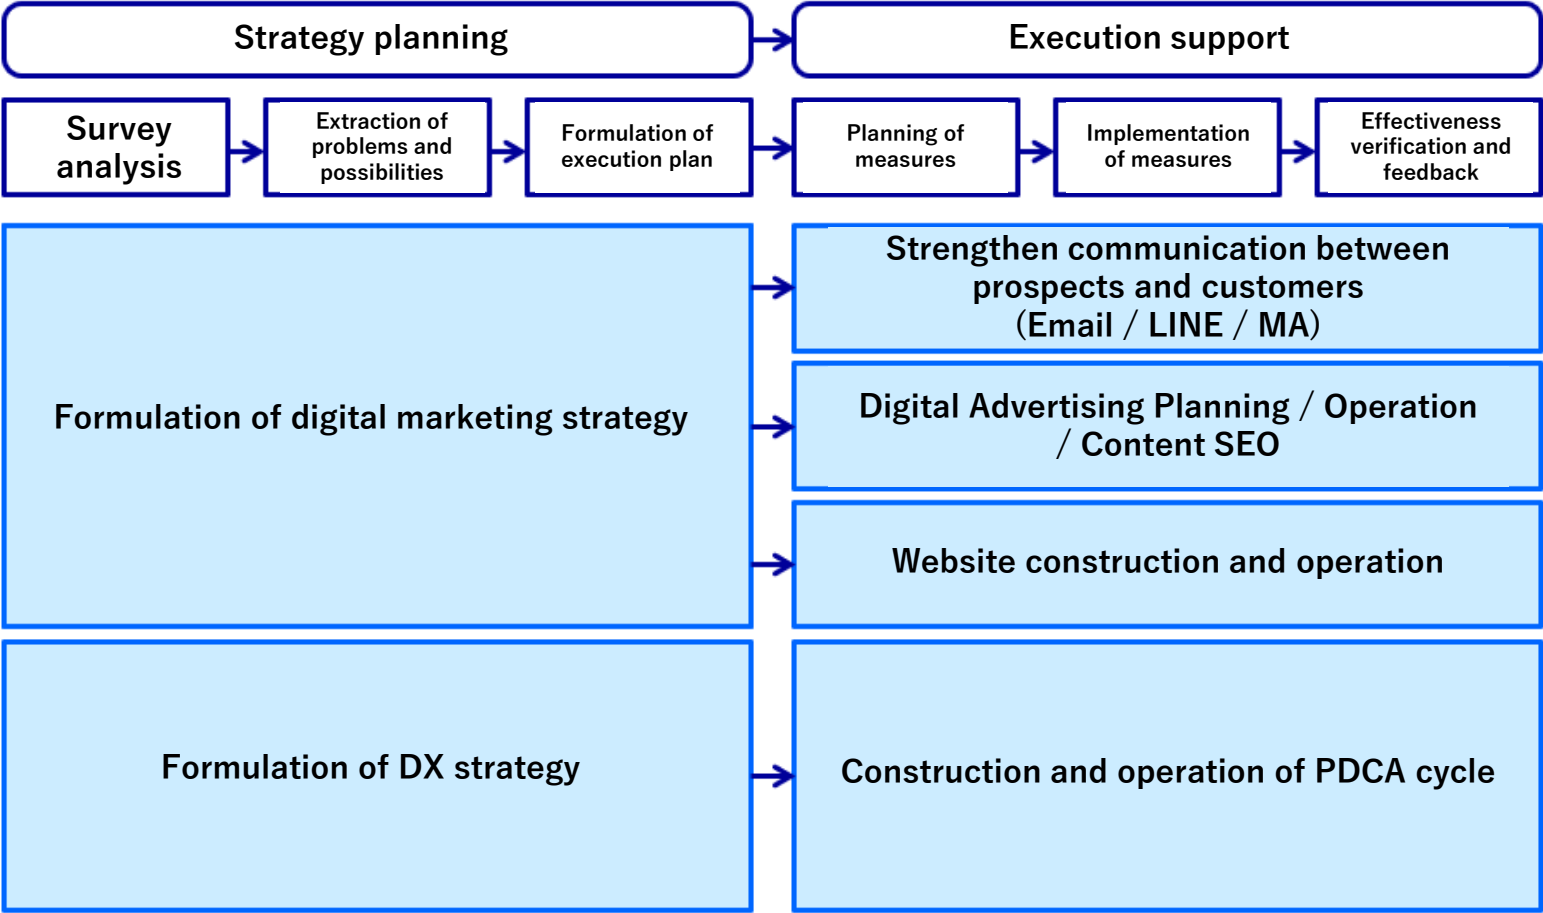 Strategy planning
Execution support
Survey
analysis
Extraction of
problems and
possibilities
Formulation of
execution plan
Planning of
measures
Implementation
of measures
Effectiveness
verification and
feedback
Formulation of digital marketing strategy
Strengthen communication between
prospects and customers
(Email / LINE / MA)
Digital Advertising Planning / Operation
/ Content SEO
Website construction and operation
Formulation of DX strategy
Construction and operation of PDCA cycle